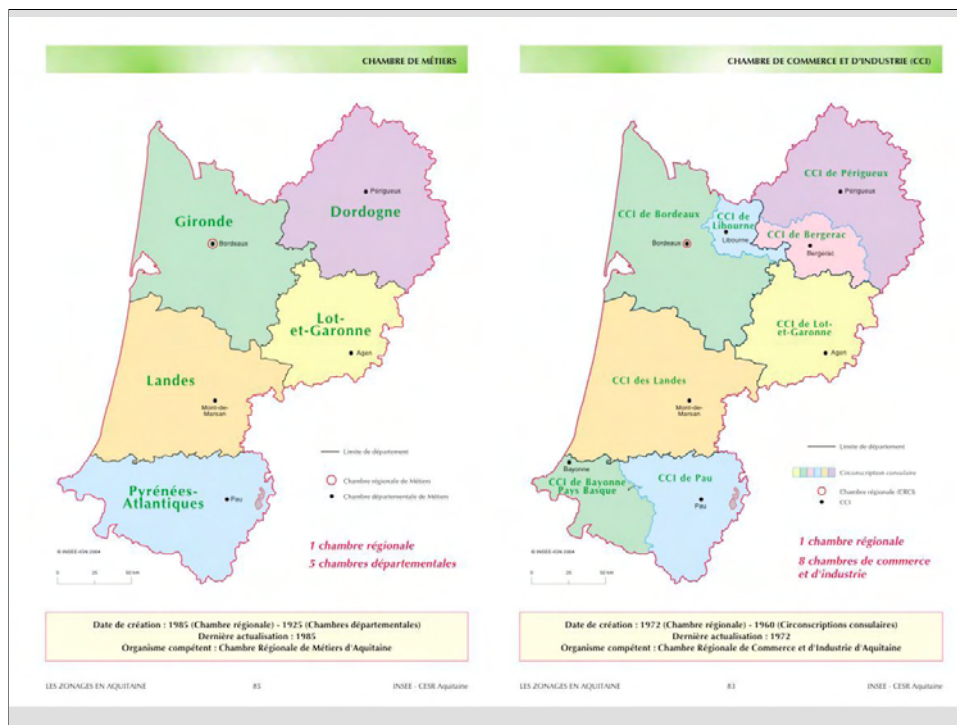 CHAMBRE DE MÉTIERS
Périgueux
Dordogne
Gironde
Bordeaux
Lot-
et-Garonne
Agen
Landes
Mont-de-
Marsan
Limite de département
Chambre régionale de Métiers
Chambre départementale de Métiers
Pyrénées-
Atlantiques
Pau
1 chambre régionale
5 chambres départementales
© INSEE-IGN 2004
0 25 50 km
Date de création : 1985 (Chambre régionale) - 1925 (Chambres départementales)
Dernière actualisation : 1985
Organisme compétent : Chambre Régionale de Métiers d'Aquitaine
LES ZONAGES EN AQUITAINE 85 INSEE - CESR Aquitaine
CHAMBRE DE COMMERCE ET D'INDUSTRIE (CCI)
CCI de Périgueux
Périgueux
CCI de Bordeaux
Bordeaux
CCI de
Libourne
Libourne
CCI de Bergerac
Bergerac
CCI de Lot-
et-Garonne
Agen
CCI des Landes
Mont-de-
Marsan
Limite de département
Circonscription consulaire
Chambre régionale (CRCI)
CCI
Bayonne
CCI de Bayonne
Pays Basque
CCI de Pau
Pau
1 chambre régionale
8 chambres de commerce
et d'industrie
© INSEE-IGN 2004
0 25 50 km
Date de création : 1972 (Chambre régionale) - 1960 (Circonscriptions consulaires)
Dernière actualisation : 1972
Organisme compétent : Chambre Régionale de Commerce et d'Industrie d'Aquitaine
LES ZONAGES EN AQUITAINE 83 INSEE - CESR Aquitaine